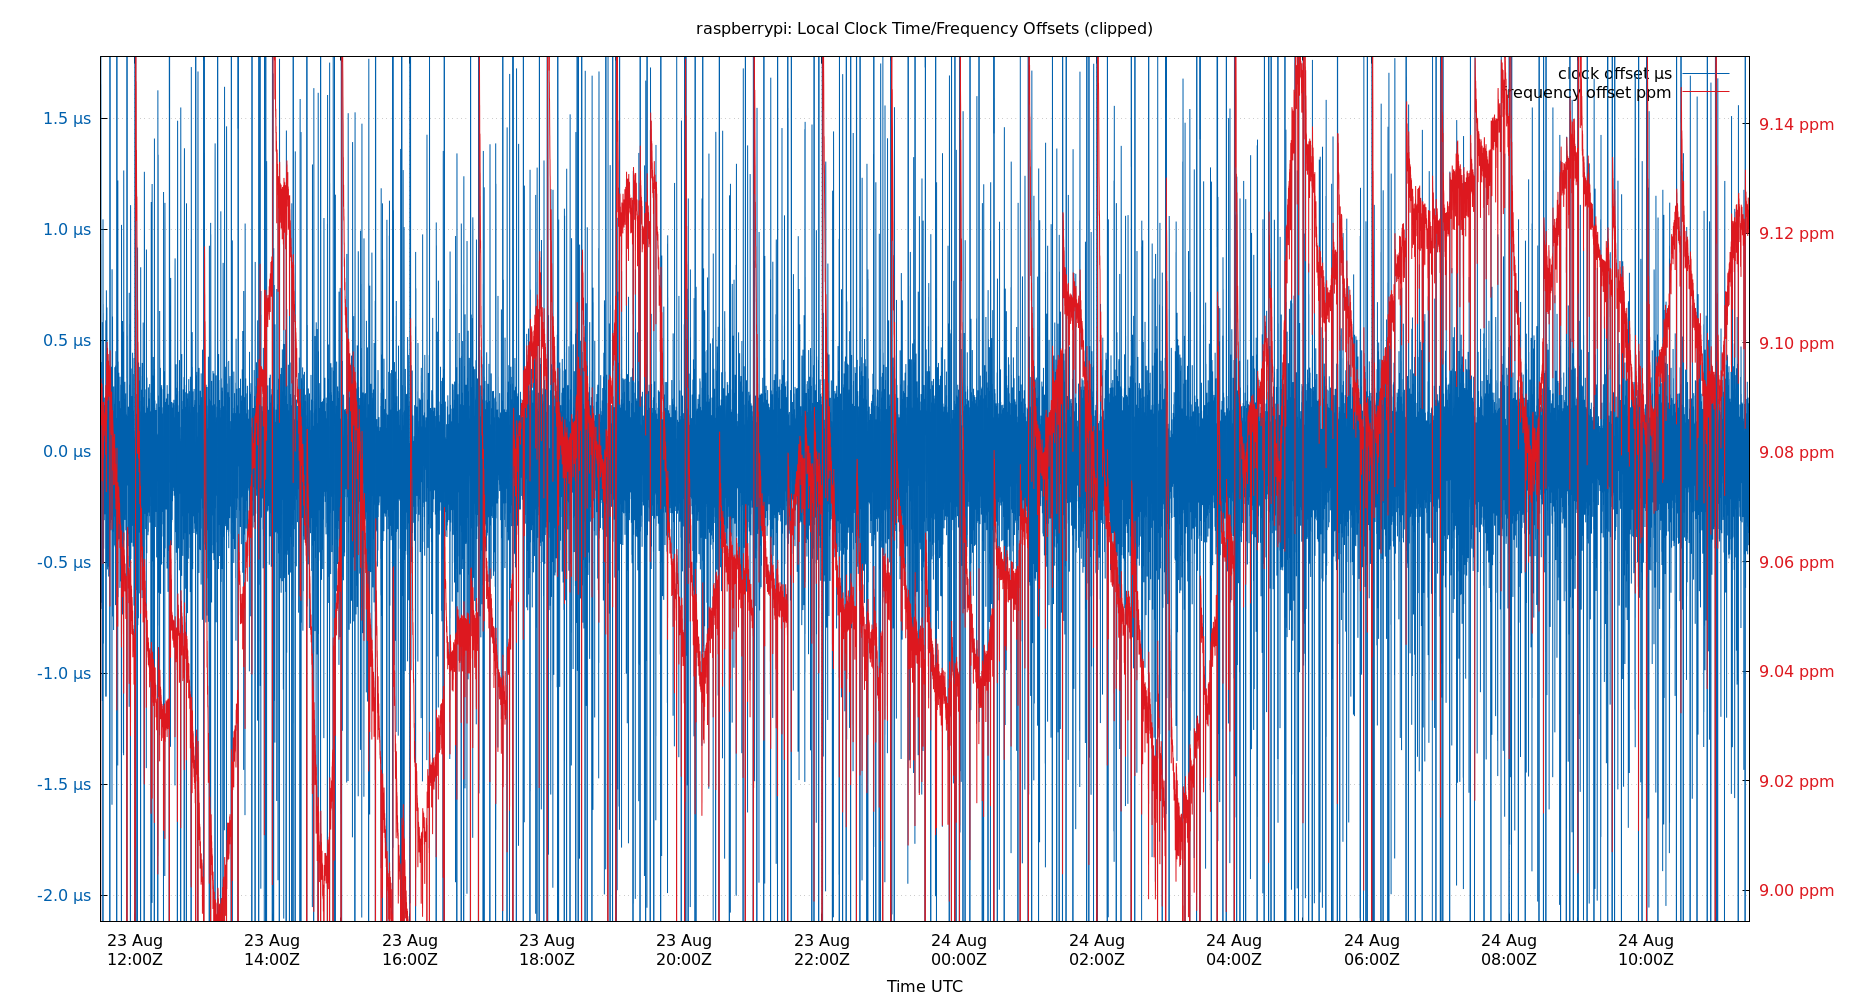 raspberrypi: Local Clock Time/Frequency Offsets (clipped)
clock offset µs
frequency offset ppm
1.5 µs
1.0 µs
0.5 µs
0.0 µs
-0.5 µs
-1.0 µs
-1.5 µs
-2.0 µs
9.14 ppm
9.12 ppm
9.10 ppm
9.08 ppm
9.06 ppm
9.04 ppm
9.02 ppm
9.00 ppm
23 Aug 23 Aug 23 Aug 23 Aug 23 Aug 23 Aug 24 Aug 24 Aug 24 Aug 24 Aug 24 Aug 24 Aug
12:00Z 14:00Z 16:00Z 18:00Z 20:00Z 22:00Z 00:00Z 02:00Z 04:00Z 06:00Z 08:00Z 10:00Z
Time UTC